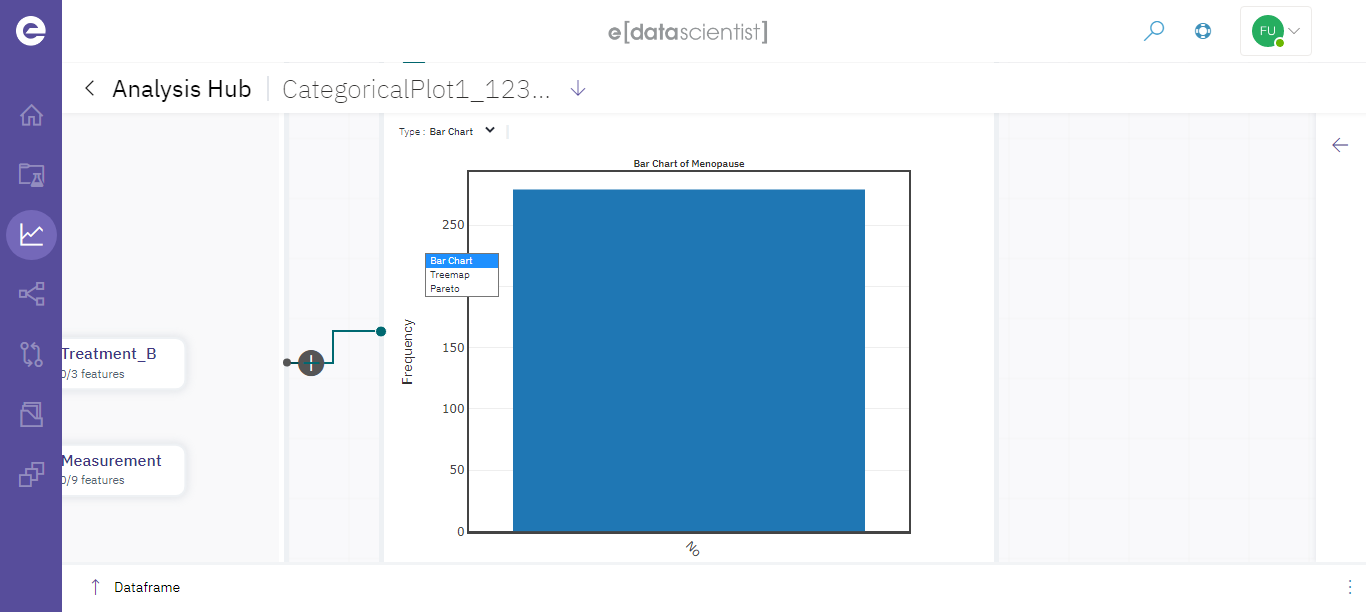 e[datascientist]
FU
Analysis Hub
CategoricalPlot1_123...
Type : Bar Chart
Bar Chart of Menopause
250
Bar Chart
Treemap
Pareto
150
100
50
0
Frequency
No
Treatment_B
0/3 features
Measurement
0/9 features
Dataframe